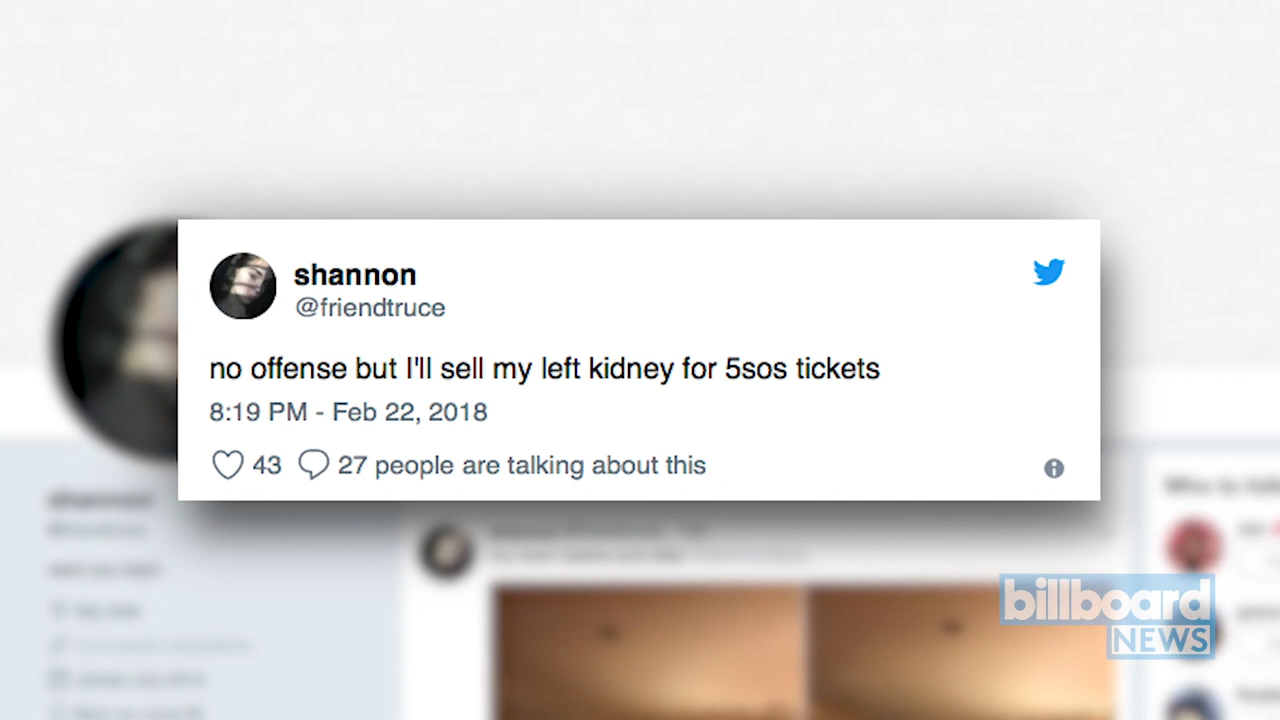 shannon
@friendtruce
no offense but I'll sell my left kidney for 5sos tickets
8:19 PM - Feb 22, 2018
43 27 people are talking about this
billboard
NEWS